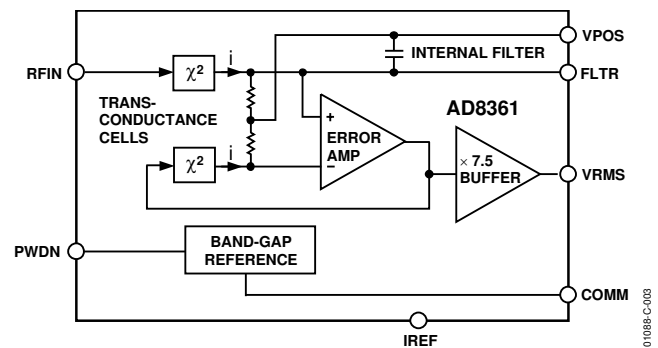 VPOS
INTERNAL FILTER
RFIN
χ²
i
FLTR
TRANS-
CONDUCTANCE
CELLS
AD8361
+
ERROR
AMP
−
χ²
i
× 7.5
BUFFER
VRMS
PWDN
BAND-GAP
REFERENCE
COMM
IREF
01088-C-003